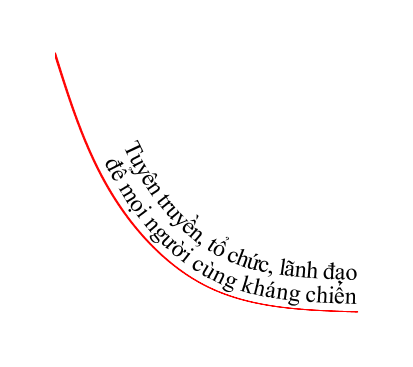 Tuyên truyền, tổ chức, lãnh đạo
để mọi người cùng kháng chiến